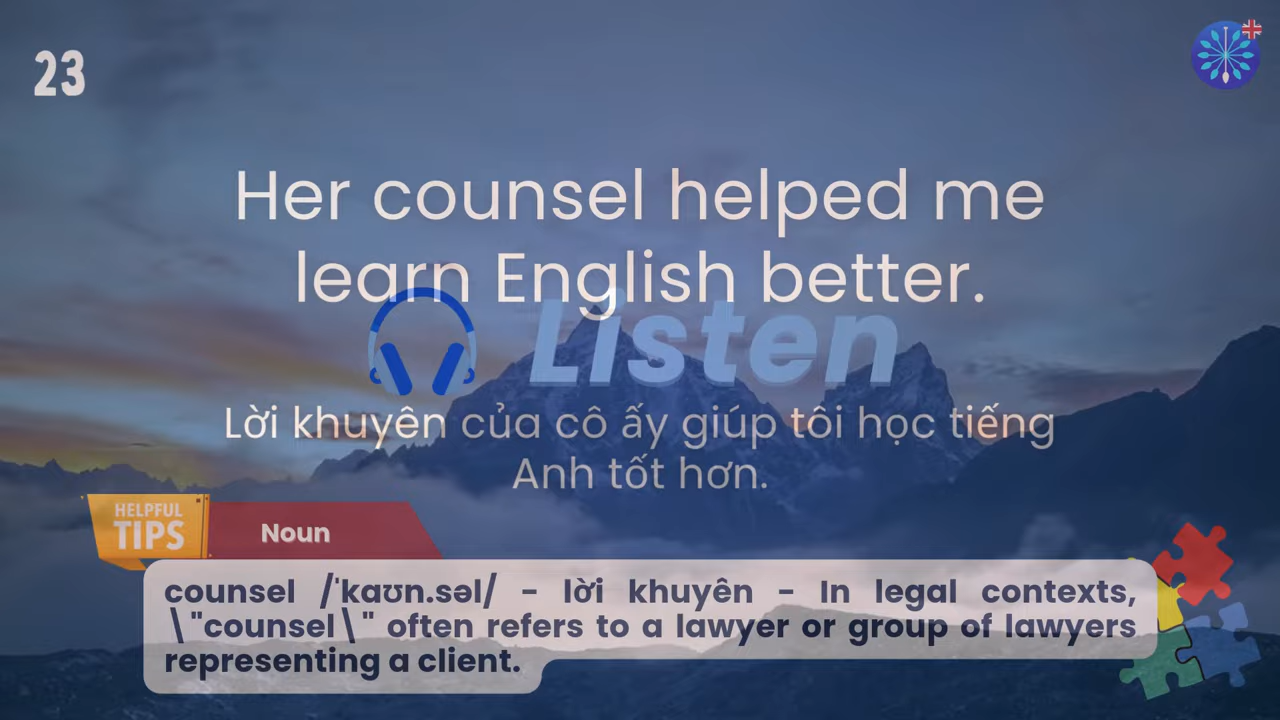 23
Her counsel helped me
learn English better.
Listen
Lời khuyên của cô ấy giúp tôi học tiếng
Anh tốt hơn.
HELPFUL
TIPS
Noun
counsel /ˈkaʊn.səl/ - lời khuyên - In legal contexts,
\"counsel\" often refers to a lawyer or group of lawyers
representing a client.